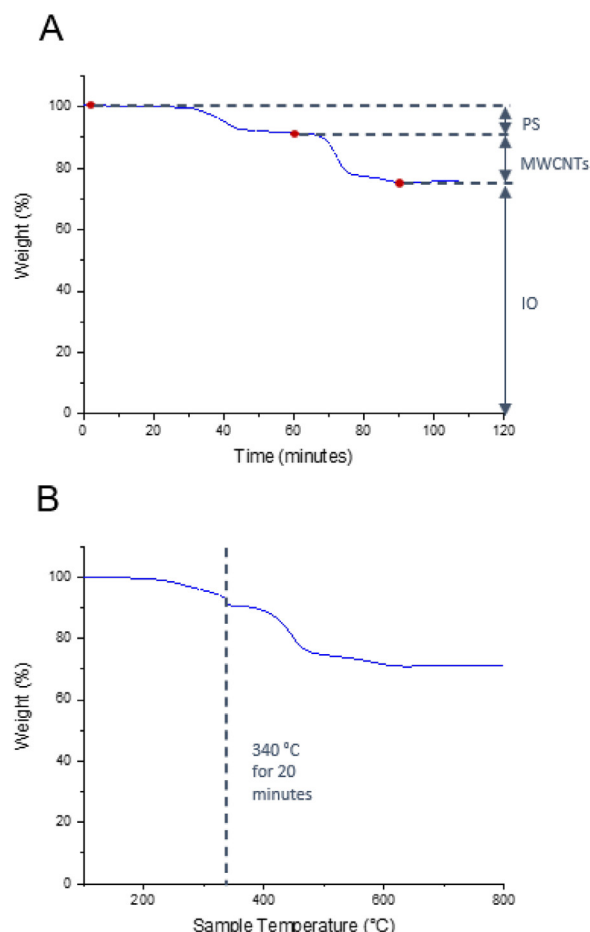 A
100
80
60
40
20
0
Weight (%)
PS
MWCNTs
IO
0
20
40
60
80
100
120
Time (minutes)
B
100
80
60
40
20
0
Weight (%)
340 °C
for 20
minutes
200
400
600
800
Sample Temperature (°C)